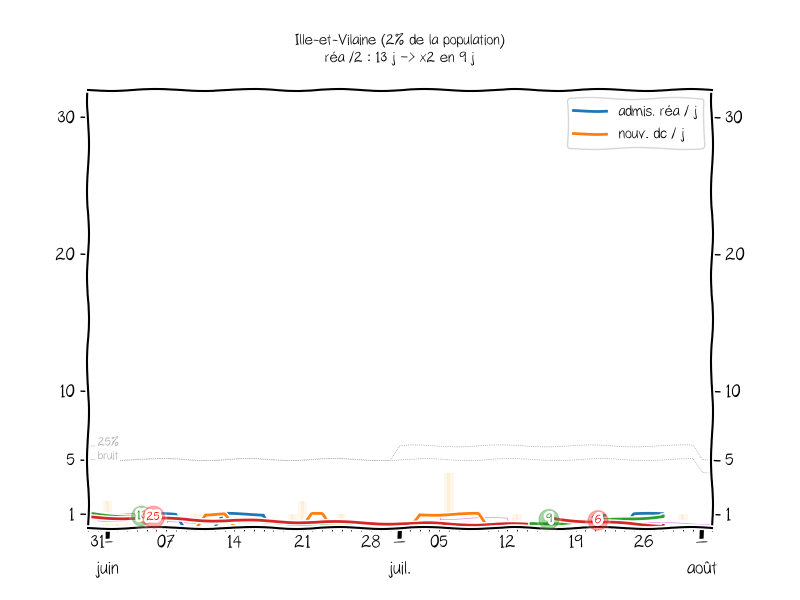 Ille-et-Vilaine (2% de la population)
réa /2 : 13 j -> x2 en 9 j
admis. réa / j
nouv. dc / j
30 30
20 20
10 10
25%
bruit
5 5
1 1
25 9 6
31 07 14 21 28 05 12 19 26
juin juil. août